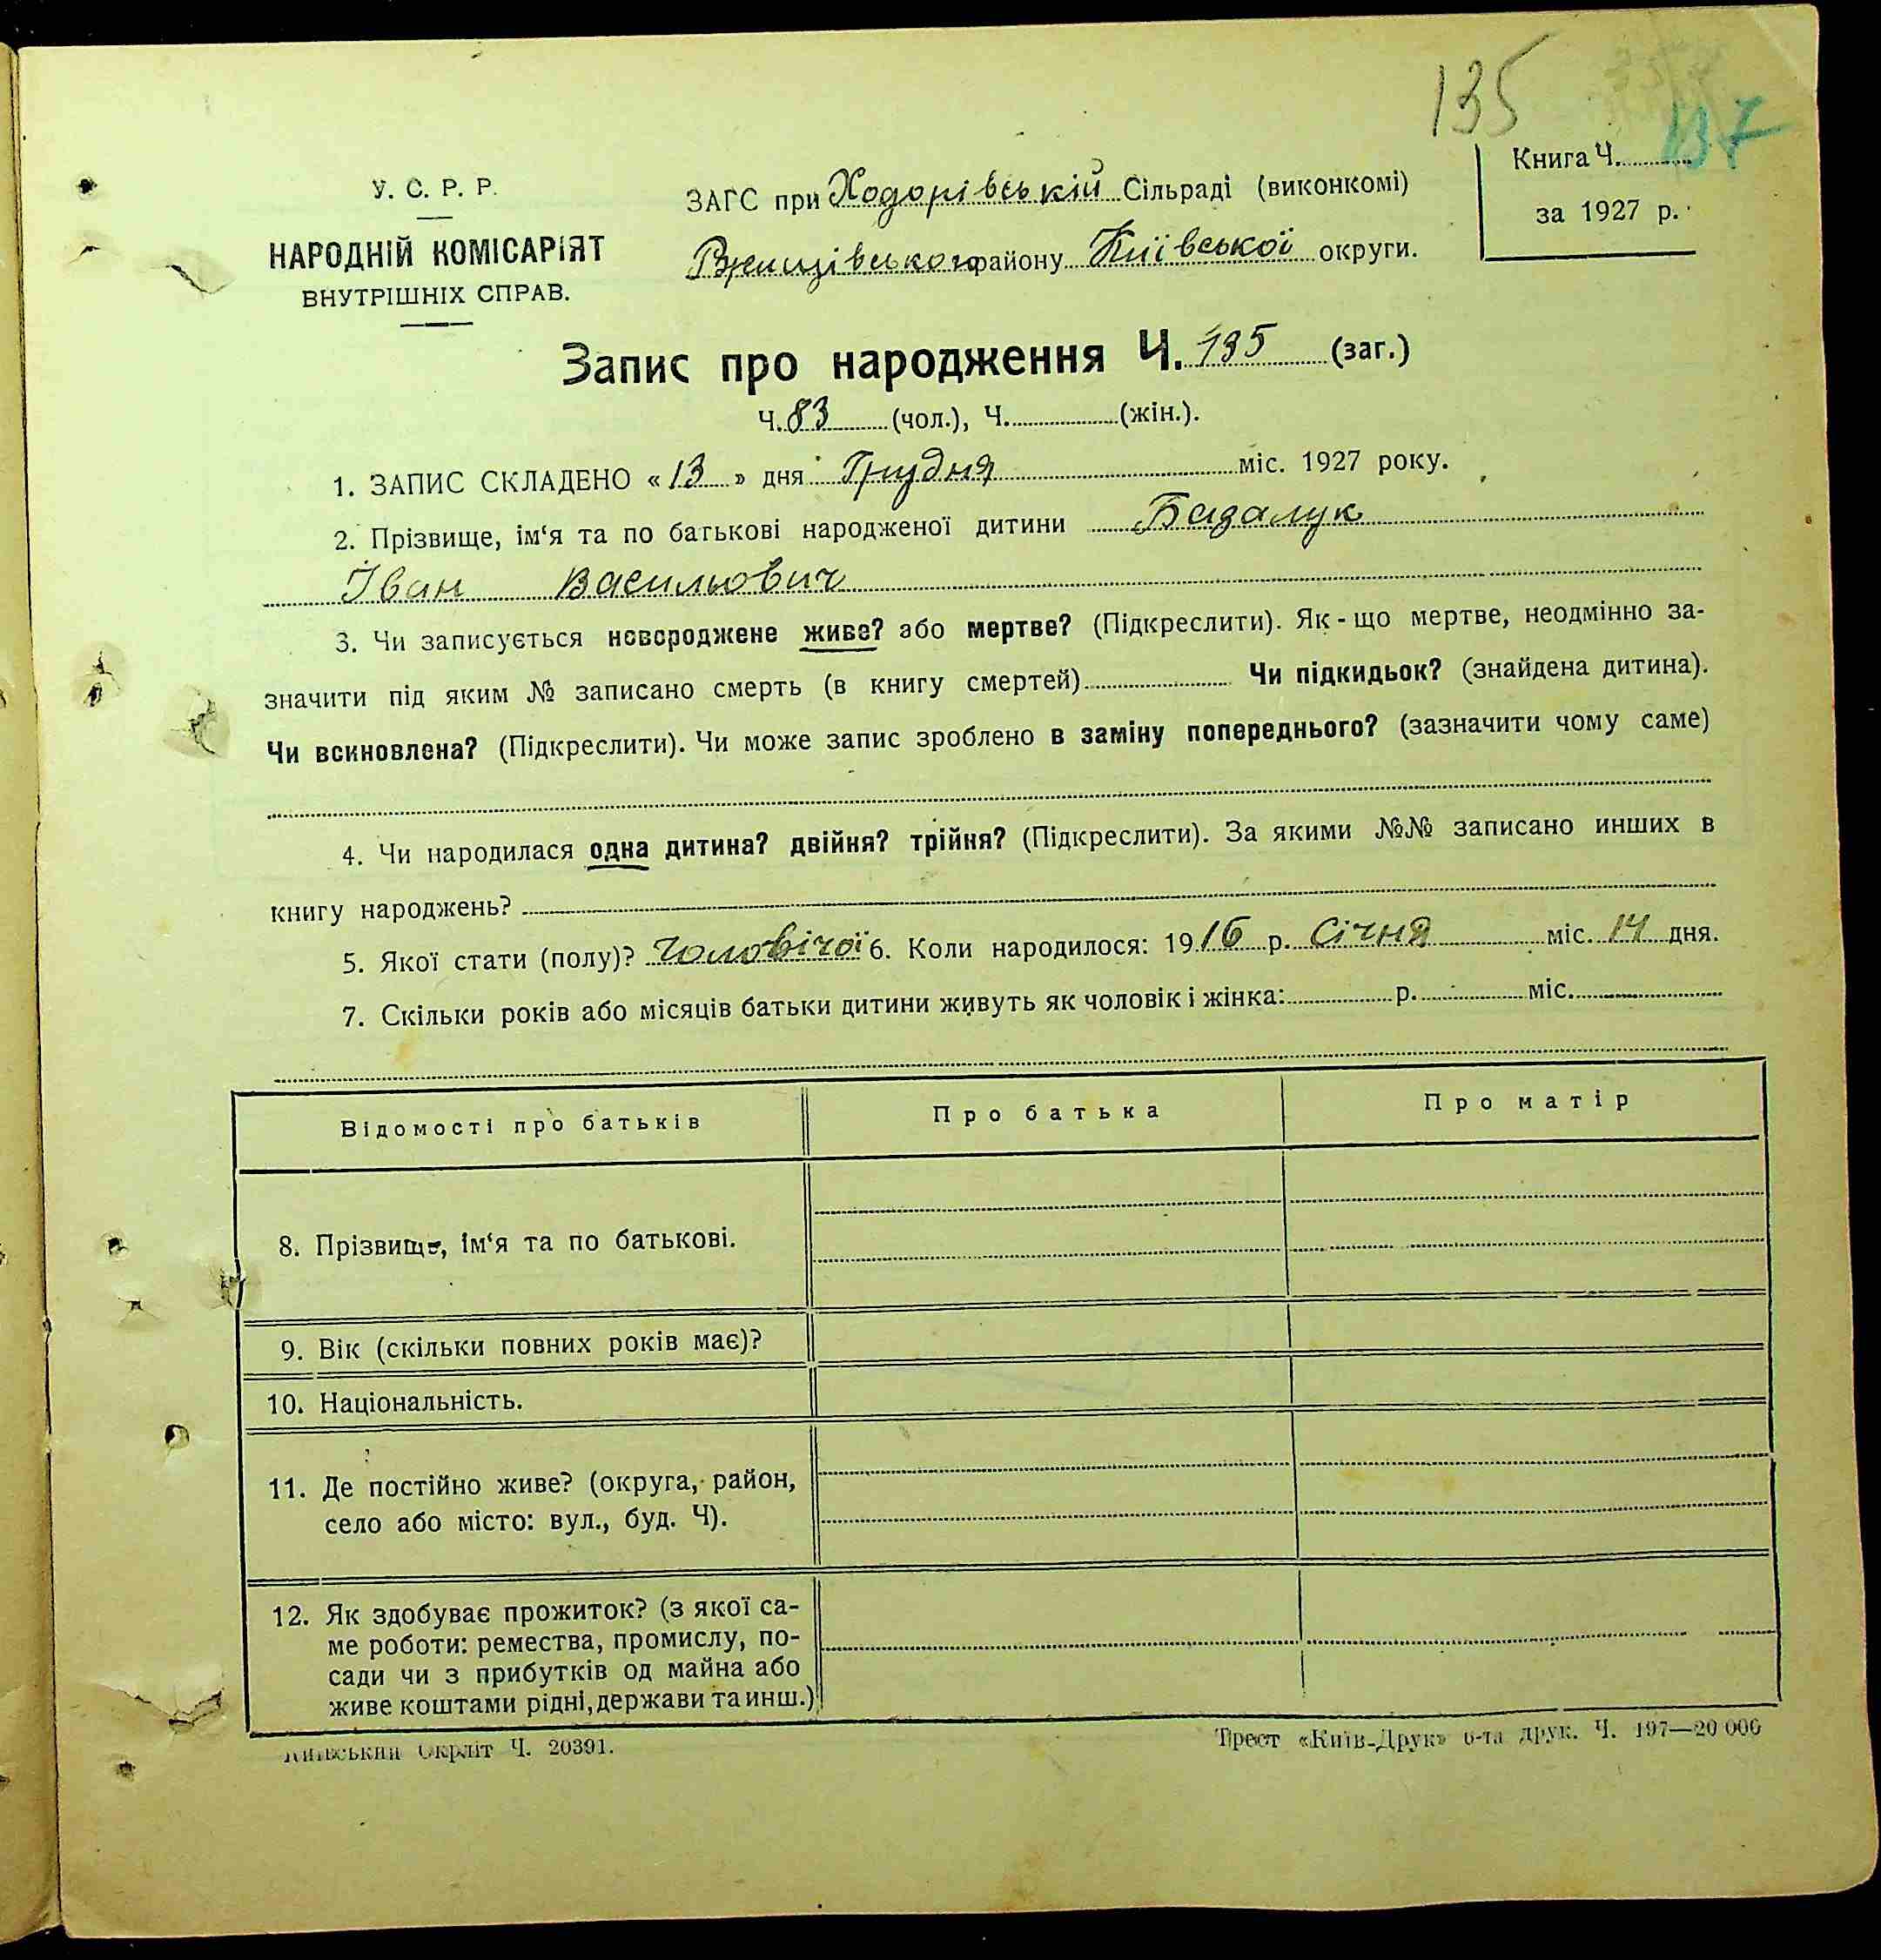 135
137
У. С. Р. Р.
НАРОДНІЙ КОМІСАРІЯТ
ВНУТРІШНІХ СПРАВ.
ЗАГС при Ходорівській Сільраді (виконкомі)
Ржищівського району Київської округи.
Книга Ч.
за 1927 р.
Запис про народження Ч. 135 (заг.)
Ч. 83 (чол.), Ч. (жін.).
1. ЗАПИС СКЛАДЕНО «13» дня Грудня міс. 1927 року.
2. Прізвище, ім‘я та по батькові народженої дитини Бадалук
Іван Васильович
3. Чи записується новороджене живе? або мертве? (Підкреслити). Як-що мертве, неодмінно за-
значити під яким № записано смерть (в книгу смертей) Чи підкидьок? (знайдена дитина).
Чи всиновлена? (Підкреслити). Чи може запис зроблено в заміну попереднього? (зазначити чому саме)
4. Чи народилася одна дитина? двійня? трійня? (Підкреслити). За якими №№ записано инших в
книгу народжень?
5. Якої стати (полу)? Чоловічої 6. Коли народилося: 1916 р. Січня міс. 14 дня.
7. Скільки років або місяців батьки дитини живуть як чоловік і жінка: р. міс.
Відомості про батьків Про батька Про матір
8. Прізвище, ім‘я та по батькові.
9. Вік (скільки повних років має)?
10. Національність.
11. Де постійно живе? (округа, район,
село або місто: вул., буд. Ч).
12. Як здобуває прожиток? (з якої са-
ме роботи: ремества, промислу, по-
сади чи з прибутків од майна або
живе коштами рідні, держави та инш.)
Київський Окрліт Ч. 20391.
Трест «Київ-Друк» 6-та друк. Ч. 197—20 000